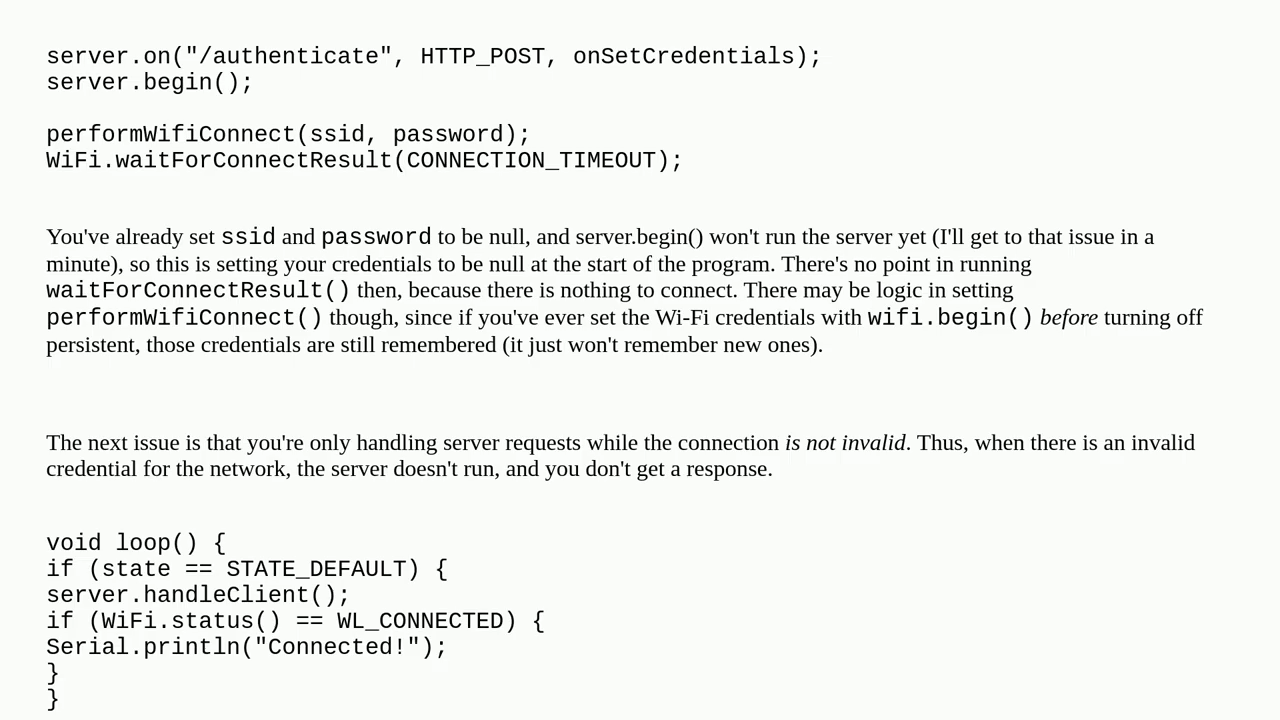 server.on("/authenticate", HTTP_POST, onSetCredentials);
server.begin();
performWifiConnect(ssid, password);
WiFi.waitForConnectResult(CONNECTION_TIMEOUT);
You've already set ssid and password to be null, and server.begin() won't run the server yet (I'll get to that issue in a
minute), so this is setting your credentials to be null at the start of the program. There's no point in running
waitForConnectResult() then, because there is nothing to connect. There may be logic in setting
performWifiConnect() though, since if you've ever set the Wi-Fi credentials with wifi.begin() before turning off
persistent, those credentials are still remembered (it just won't remember new ones).
The next issue is that you're only handling server requests while the connection is not invalid. Thus, when there is an invalid
credential for the network, the server doesn't run, and you don't get a response.
void loop() {
if (state == STATE_DEFAULT) {
server.handleClient();
if (WiFi.status() == WL_CONNECTED) {
Serial.println("Connected!");
}
}